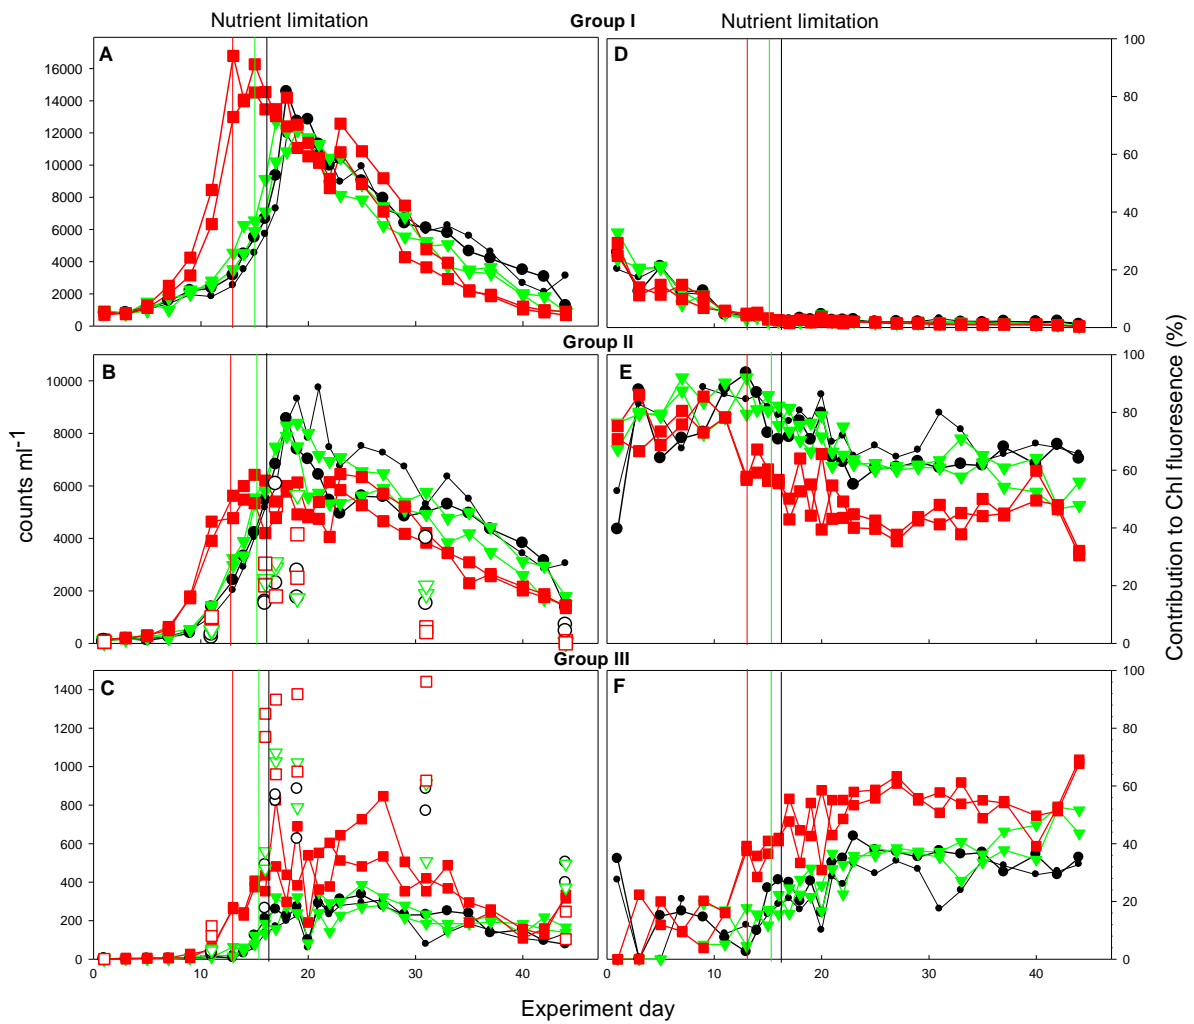 Nutrient limitation Group I Nutrient limitation
A
D
16000
14000
12000
10000
8000
6000
4000
2000
0
100
80
60
40
20
0
Group II
B
E
10000
8000
6000
4000
2000
0
100
80
60
40
20
0
Group III
C
F
1400
1200
1000
800
600
400
200
0
100
80
60
40
20
0
0 10 20 30 40
0 10 20 30 40
counts ml-1
Contribution to Chl fluoresence (%)
Experiment day